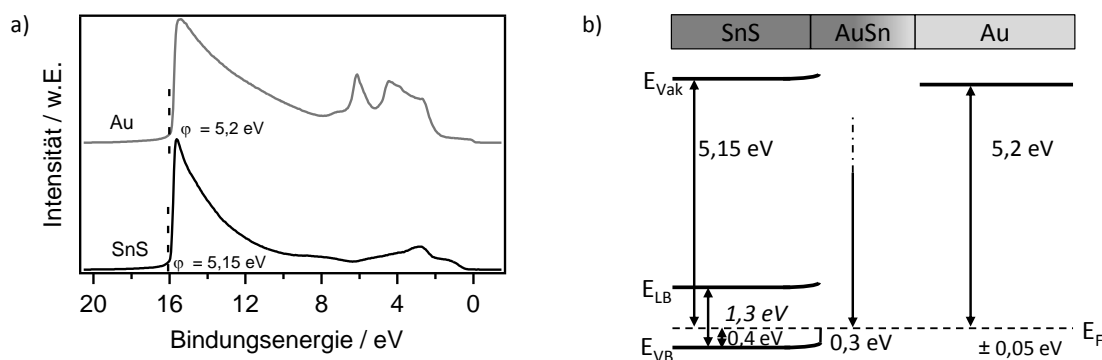 a)
Intensität / w.E.
Au
φ = 5,2 eV
SnS
φ = 5,15 eV
20 16 12 8 4 0
Bindungsenergie / eV
b)
SnS AuSn Au
E_Vak
5,15 eV 5,2 eV
E_LB
1,3 eV
0,4 eV 0,3 eV E_F
E_VB ± 0,05 eV